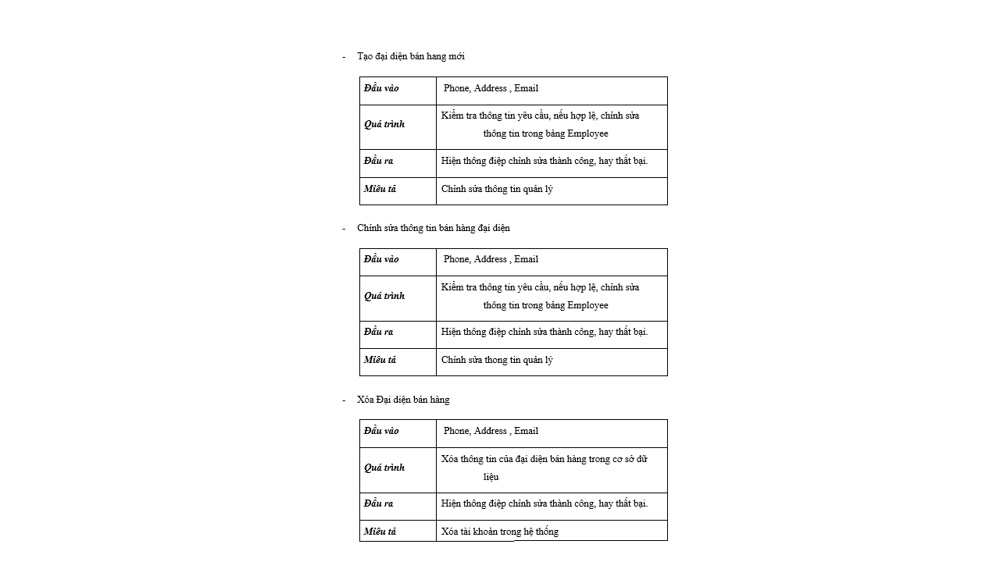 - Tạo đại diện bán hang mới
Đầu vào Phone, Address , Email
Quá trình Kiểm tra thông tin yêu cầu, nếu hợp lệ, chỉnh sửa
thông tin trong bảng Employee
Đầu ra Hiện thông điệp chỉnh sửa thành công, hay thất bại.
Miêu tả Chỉnh sửa thông tin quản lý
- Chỉnh sửa thông tin bán hàng đại diện
Đầu vào Phone, Address , Email
Quá trình Kiểm tra thông tin yêu cầu, nếu hợp lệ, chỉnh sửa
thông tin trong bảng Employee
Đầu ra Hiện thông điệp chỉnh sửa thành công, hay thất bại.
Miêu tả Chỉnh sửa thong tin quản lý
- Xóa Đại diện bán hàng
Đầu vào Phone, Address , Email
Quá trình Xóa thông tin của đại diện bán hàng trong cơ sở dữ
liệu
Đầu ra Hiện thông điệp chỉnh sửa thành công, hay thất bại.
Miêu tả Xóa tài khoản trong hệ thống